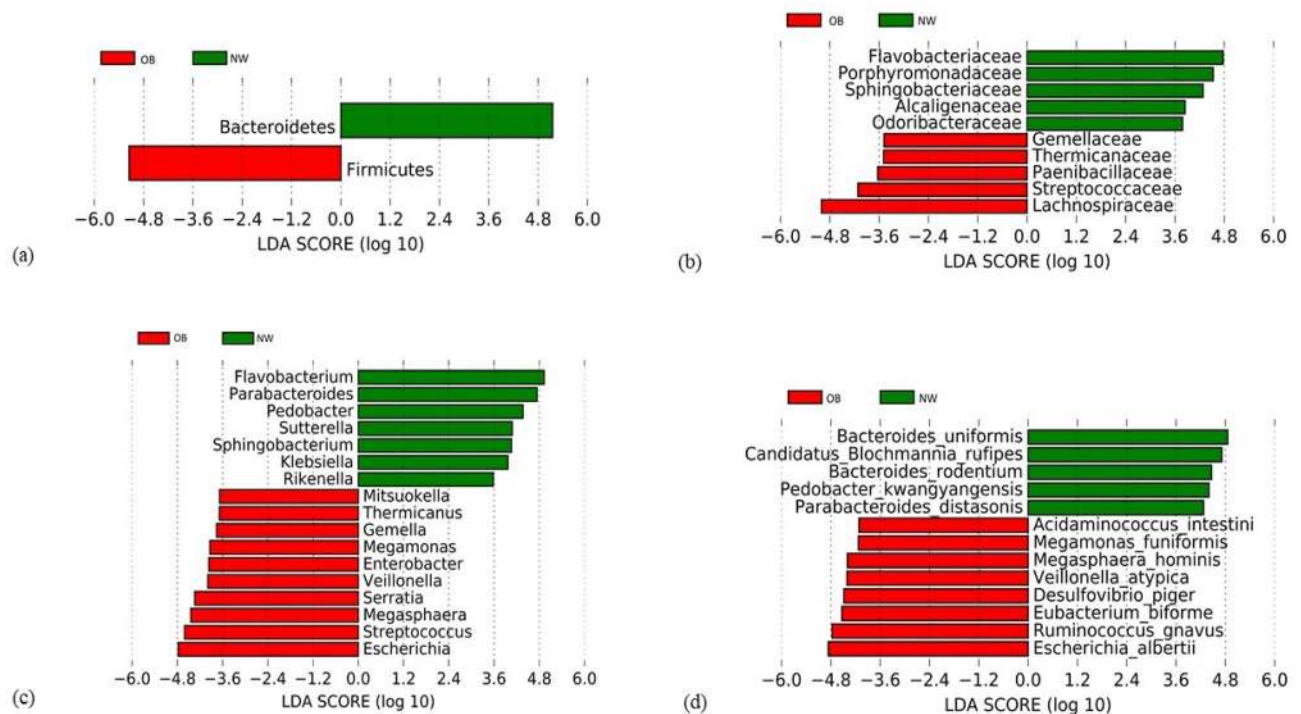 (a)
OB NW
Bacteroidetes
Firmicutes
−6.0 −4.8 −3.6 −2.4 −1.2 0.0 1.2 2.4 3.6 4.8 6.0
LDA SCORE (log 10)
(b)
OB NW
Flavobacteriaceae
Porphyromonadaceae
Sphingobacteriaceae
Alcaligenaceae
Odoribacteraceae
Gemellaceae
Thermicanaceae
Paenibacillaceae
Streptococcaceae
Lachnospiraceae
−6.0 −4.8 −3.6 −2.4 −1.2 0.0 1.2 2.4 3.6 4.8 6.0
LDA SCORE (log 10)
(c)
OB NW
Flavobacterium
Parabacteroides
Pedobacter
Sutterella
Sphingobacterium
Klebsiella
Rikenella
Mitsuokella
Thermicanus
Gemella
Megamonas
Enterobacter
Veillonella
Serratia
Megasphaera
Streptococcus
Escherichia
−6.0 −4.8 −3.6 −2.4 −1.2 0.0 1.2 2.4 3.6 4.8 6.0
LDA SCORE (log 10)
(d)
OB NW
Bacteroides_uniformis
Candidatus_Blochmannia_rufipes
Bacteroides_rodentium
Pedobacter_kwangyangensis
Parabacteroides_distasonis
Acidaminococcus_intestini
Megamonas_funiformis
Megasphaera_hominis
Veillonella_atypica
Desulfovibrio_piger
Eubacterium_biforme
Ruminococcus_gnavus
Escherichia_albertii
−6.0 −4.8 −3.6 −2.4 −1.2 0.0 1.2 2.4 3.6 4.8 6.0
LDA SCORE (log 10)